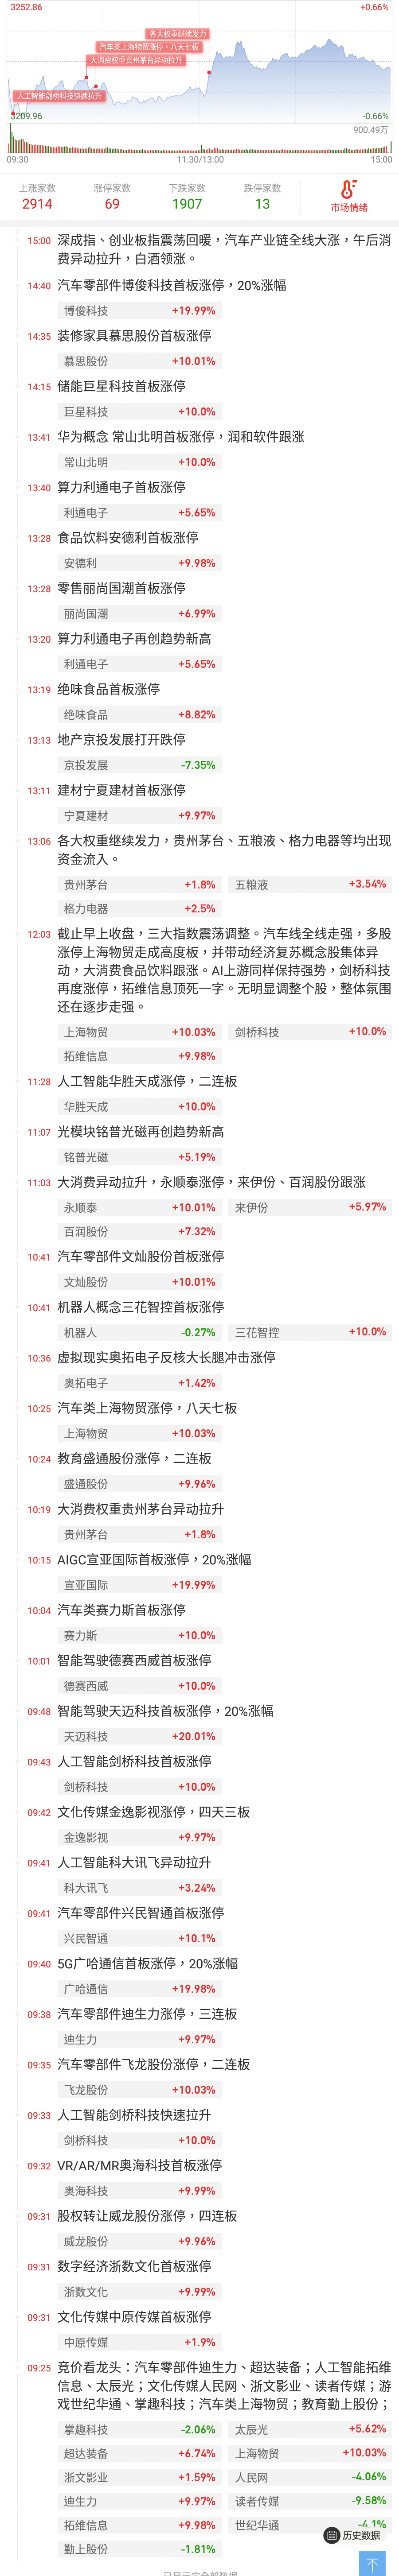 3252.86 +0.66%
各大权重继续发力
汽车类上海物贸涨停，八天七板
大消费权重贵州茅台异动拉升
人工智能剑桥科技快速拉升
3209.96 -0.66%
900.49万
09:30 11:30/13:00 15:00
上涨家数 涨停家数 下跌家数 跌停家数
2914 69 1907 13 市场情绪
15:00 深成指、创业板指震荡回暖，汽车产业链全线大涨，午后消
费异动拉升，白酒领涨。
14:40 汽车零部件博俊科技首板涨停，20%涨幅
博俊科技 +19.99%
14:35 装修家具慕思股份首板涨停
慕思股份 +10.01%
14:15 储能巨星科技首板涨停
巨星科技 +10.0%
13:41 华为概念 常山北明首板涨停，润和软件跟涨
常山北明 +10.0%
13:40 算力利通电子首板涨停
利通电子 +5.65%
13:28 食品饮料安德利首板涨停
安德利 +9.98%
13:28 零售丽尚国潮首板涨停
丽尚国潮 +6.99%
13:20 算力利通电子再创趋势新高
利通电子 +5.65%
13:19 绝味食品首板涨停
绝味食品 +8.82%
13:13 地产京投发展打开跌停
京投发展 -7.35%
13:11 建材宁夏建材首板涨停
宁夏建材 +9.97%
13:06 各大权重继续发力，贵州茅台、五粮液、格力电器等均出现
资金流入。
贵州茅台 +1.8% 五粮液 +3.54%
格力电器 +2.5%
12:03 截止早上收盘，三大指数震荡调整。汽车线全线走强，多股
涨停上海物贸走成高度板，并带动经济复苏概念股集体异
动，大消费食品饮料跟涨。AI上游同样保持强势，剑桥科技
再度涨停，拓维信息顶死一字。无明显调整个股，整体氛围
还在逐步走强。
上海物贸 +10.03% 剑桥科技 +10.0%
拓维信息 +9.98%
11:28 人工智能华胜天成涨停，二连板
华胜天成 +10.0%
11:07 光模块铭普光磁再创趋势新高
铭普光磁 +5.19%
11:03 大消费异动拉升，永顺泰涨停，来伊份、百润股份跟涨
永顺泰 +10.01% 来伊份 +5.97%
百润股份 +7.32%
10:41 汽车零部件文灿股份首板涨停
文灿股份 +10.01%
10:41 机器人概念三花智控首板涨停
机器人 -0.27% 三花智控 +10.0%
10:36 虚拟现实奥拓电子反核大长腿冲击涨停
奥拓电子 +1.42%
10:25 汽车类上海物贸涨停，八天七板
上海物贸 +10.03%
10:24 教育盛通股份涨停，二连板
盛通股份 +9.96%
10:19 大消费权重贵州茅台异动拉升
贵州茅台 +1.8%
10:15 AIGC宣亚国际首板涨停，20%涨幅
宣亚国际 +19.99%
10:04 汽车类赛力斯首板涨停
赛力斯 +10.0%
10:01 智能驾驶德赛西威首板涨停
德赛西威 +10.0%
09:48 智能驾驶天迈科技首板涨停，20%涨幅
天迈科技 +20.01%
09:43 人工智能剑桥科技首板涨停
剑桥科技 +10.0%
09:42 文化传媒金逸影视涨停，四天三板
金逸影视 +9.97%
09:41 人工智能科大讯飞异动拉升
科大讯飞 +3.24%
09:41 汽车零部件兴民智通首板涨停
兴民智通 +10.1%
09:40 5G广哈通信首板涨停，20%涨幅
广哈通信 +19.98%
09:38 汽车零部件迪生力涨停，三连板
迪生力 +9.97%
09:35 汽车零部件飞龙股份涨停，二连板
飞龙股份 +10.03%
09:33 人工智能剑桥科技快速拉升
剑桥科技 +10.0%
09:32 VR/AR/MR奥海科技首板涨停
奥海科技 +9.99%
09:31 股权转让威龙股份涨停，四连板
威龙股份 +9.96%
09:31 数字经济浙数文化首板涨停
浙数文化 +9.99%
09:31 文化传媒中原传媒首板涨停
中原传媒 +1.9%
09:25 竞价看龙头：汽车零部件迪生力、超达装备；人工智能拓维
信息、太辰光；文化传媒人民网、浙文影业、读者传媒；游
戏世纪华通、掌趣科技；汽车类上海物贸；教育勤上股份；
掌趣科技 -2.06% 太辰光 +5.62%
超达装备 +6.74% 上海物贸 +10.03%
浙文影业 +1.59% 人民网 -4.06%
迪生力 +9.97% 读者传媒 -9.58%
拓维信息 +9.98% 世纪华通 -4.1%
历史数据
勤上股份 -1.81%
已显示完全部数据